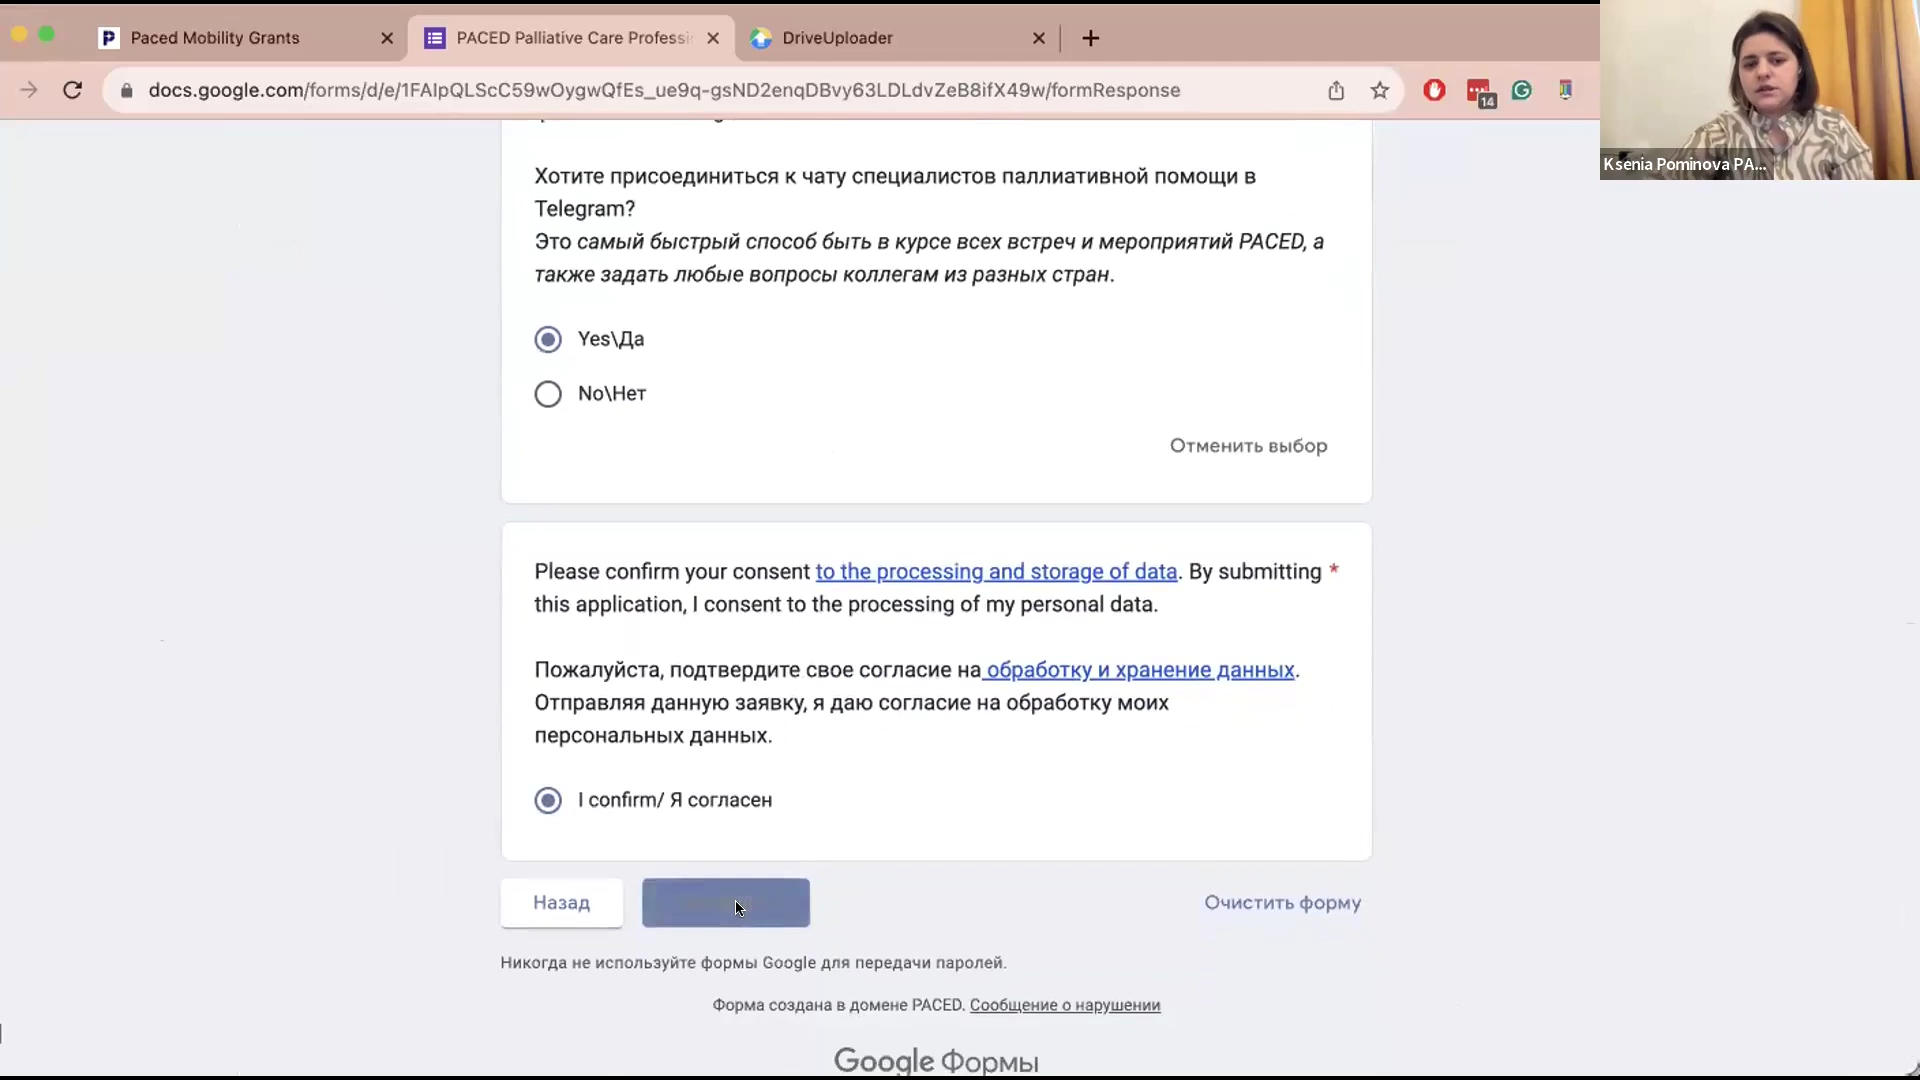 Paced Mobility Grants
PACED Palliative Care Professi
DriveUploader
docs.google.com/forms/d/e/1FAIpQLScC59wOygwQfEs_ue9q-gsND2enqDBvy63LDLdvZeB8ifX49w/formResponse
14
Ksenia Pominova PA...
Хотите присоединиться к чату специалистов паллиативной помощи в
Telegram?
Это самый быстрый способ быть в курсе всех встреч и мероприятий PACED, а
также задать любые вопросы коллегам из разных стран.
Yes\Да
No\Нет
Отменить выбор
Please confirm your consent to the processing and storage of data. By submitting *
this application, I consent to the processing of my personal data.
Пожалуйста, подтвердите свое согласие на обработку и хранение данных.
Отправляя данную заявку, я даю согласие на обработку моих
персональных данных.
I confirm/ Я согласен
Назад
Очистить форму
Никогда не используйте формы Google для передачи паролей.
Форма создана в домене PACED. Сообщение о нарушении
Google Формы